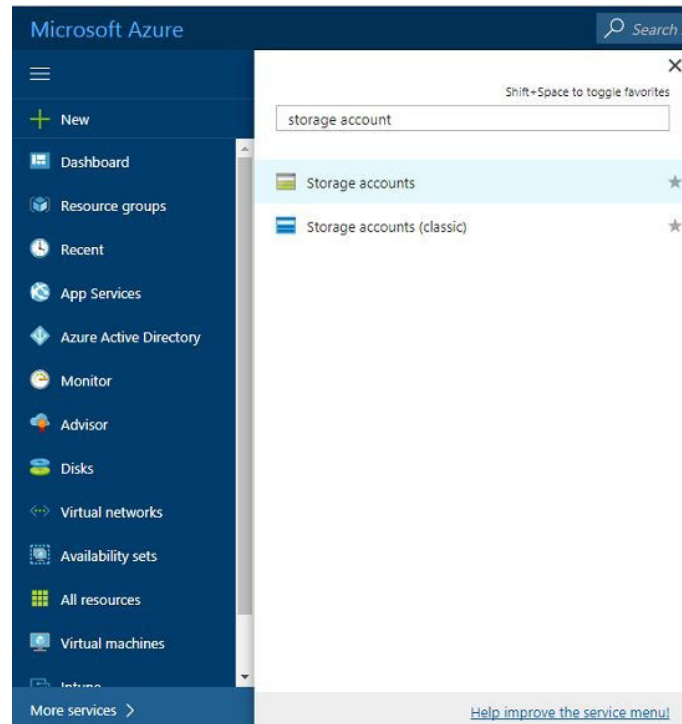 Microsoft Azure
Search
Shift+Space to toggle favorites
New
storage account
Dashboard
Storage accounts
Resource groups
Storage accounts (classic)
Recent
App Services
Azure Active Directory
Monitor
Advisor
Disks
Virtual networks
Availability sets
All resources
Virtual machines
Intune
More services
Help improve the service menu!